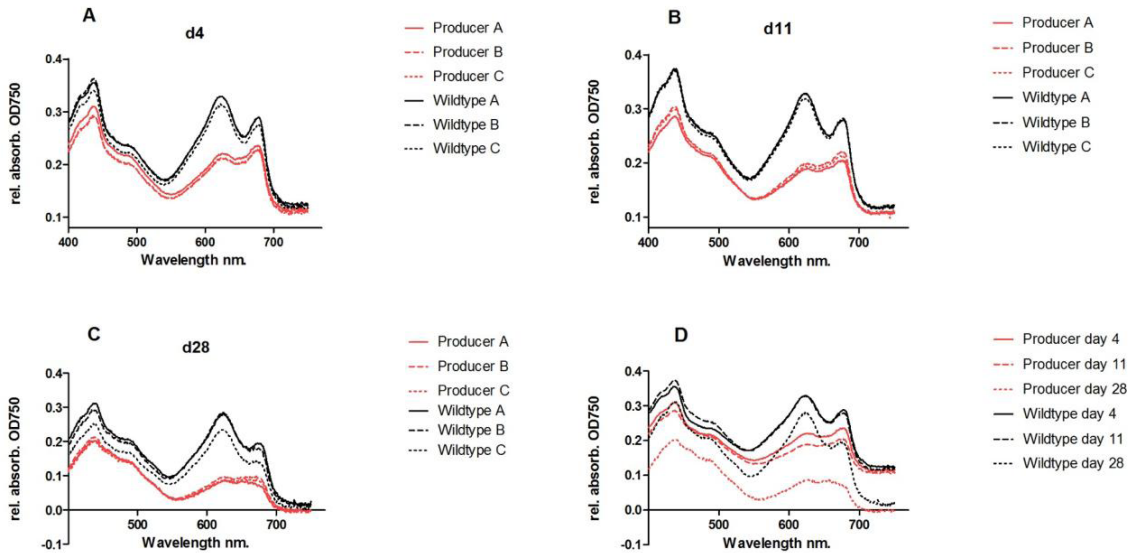 A
d4
rel. absorb. OD750
0.4
0.3
0.2
0.1
400
500
600
700
Wavelength nm.
Producer A
Producer B
Producer C
Wildtype A
Wildtype B
Wildtype C
B
d11
rel. absorb. OD750
0.4
0.3
0.2
0.1
400
500
600
700
Wavelength nm.
Producer A
Producer B
Producer C
Wildtype A
Wildtype B
Wildtype C
C
d28
rel. absorb. OD750
0.4
0.3
0.2
0.1
0.0
-0.1
500
600
700
Producer A
Producer B
Producer C
Wildtype A
Wildtype B
Wildtype C
D
rel. absorb. OD750
0.4
0.3
0.2
0.1
0.0
-0.1
500
600
700
Producer day 4
Producer day 11
Producer day 28
Wildtype day 4
Wildtype day 11
Wildtype day 28